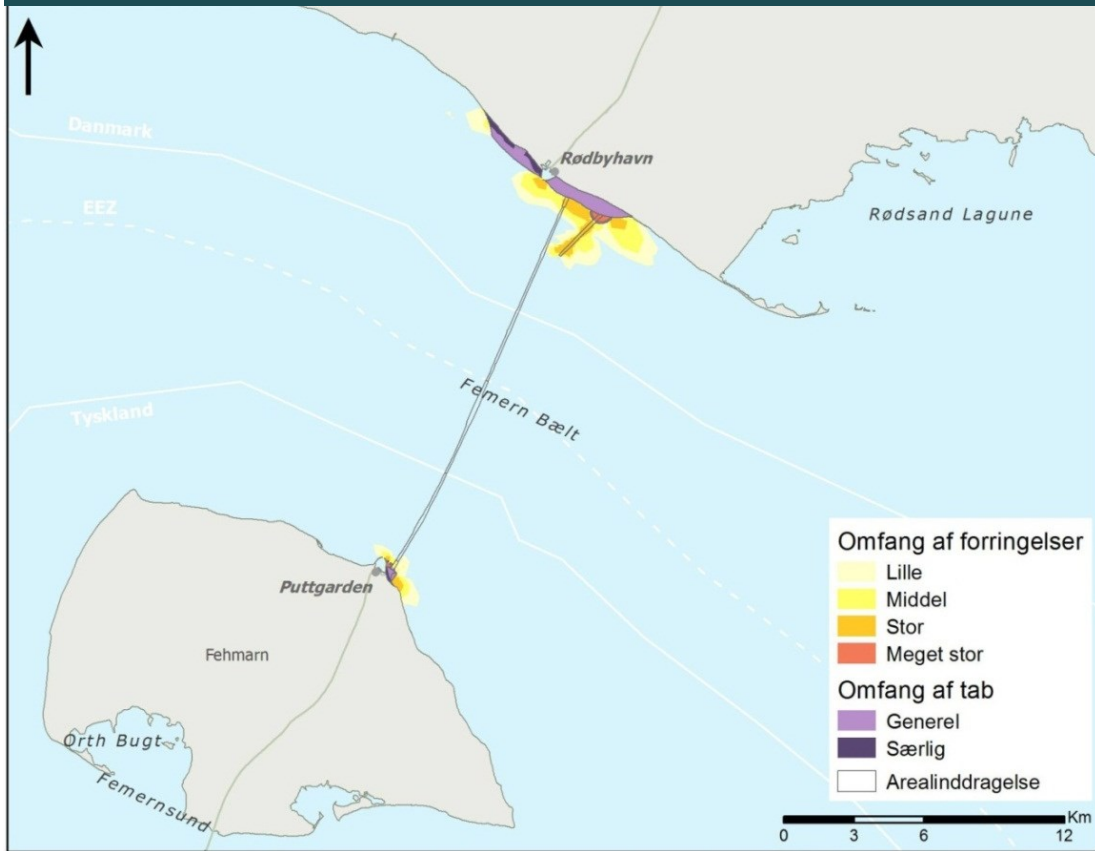 Danmark
Rødbyhavn
EEZ
Rødsand Lagune
Femern Bælt
Tyskland
Puttgarden
Fehmarn
Orth Bugt
Femernsund
Omfang af forringelser
Lille
Middel
Stor
Meget stor
Omfang af tab
Generel
Særlig
Arealinddragelse
Km
0 3 6 12